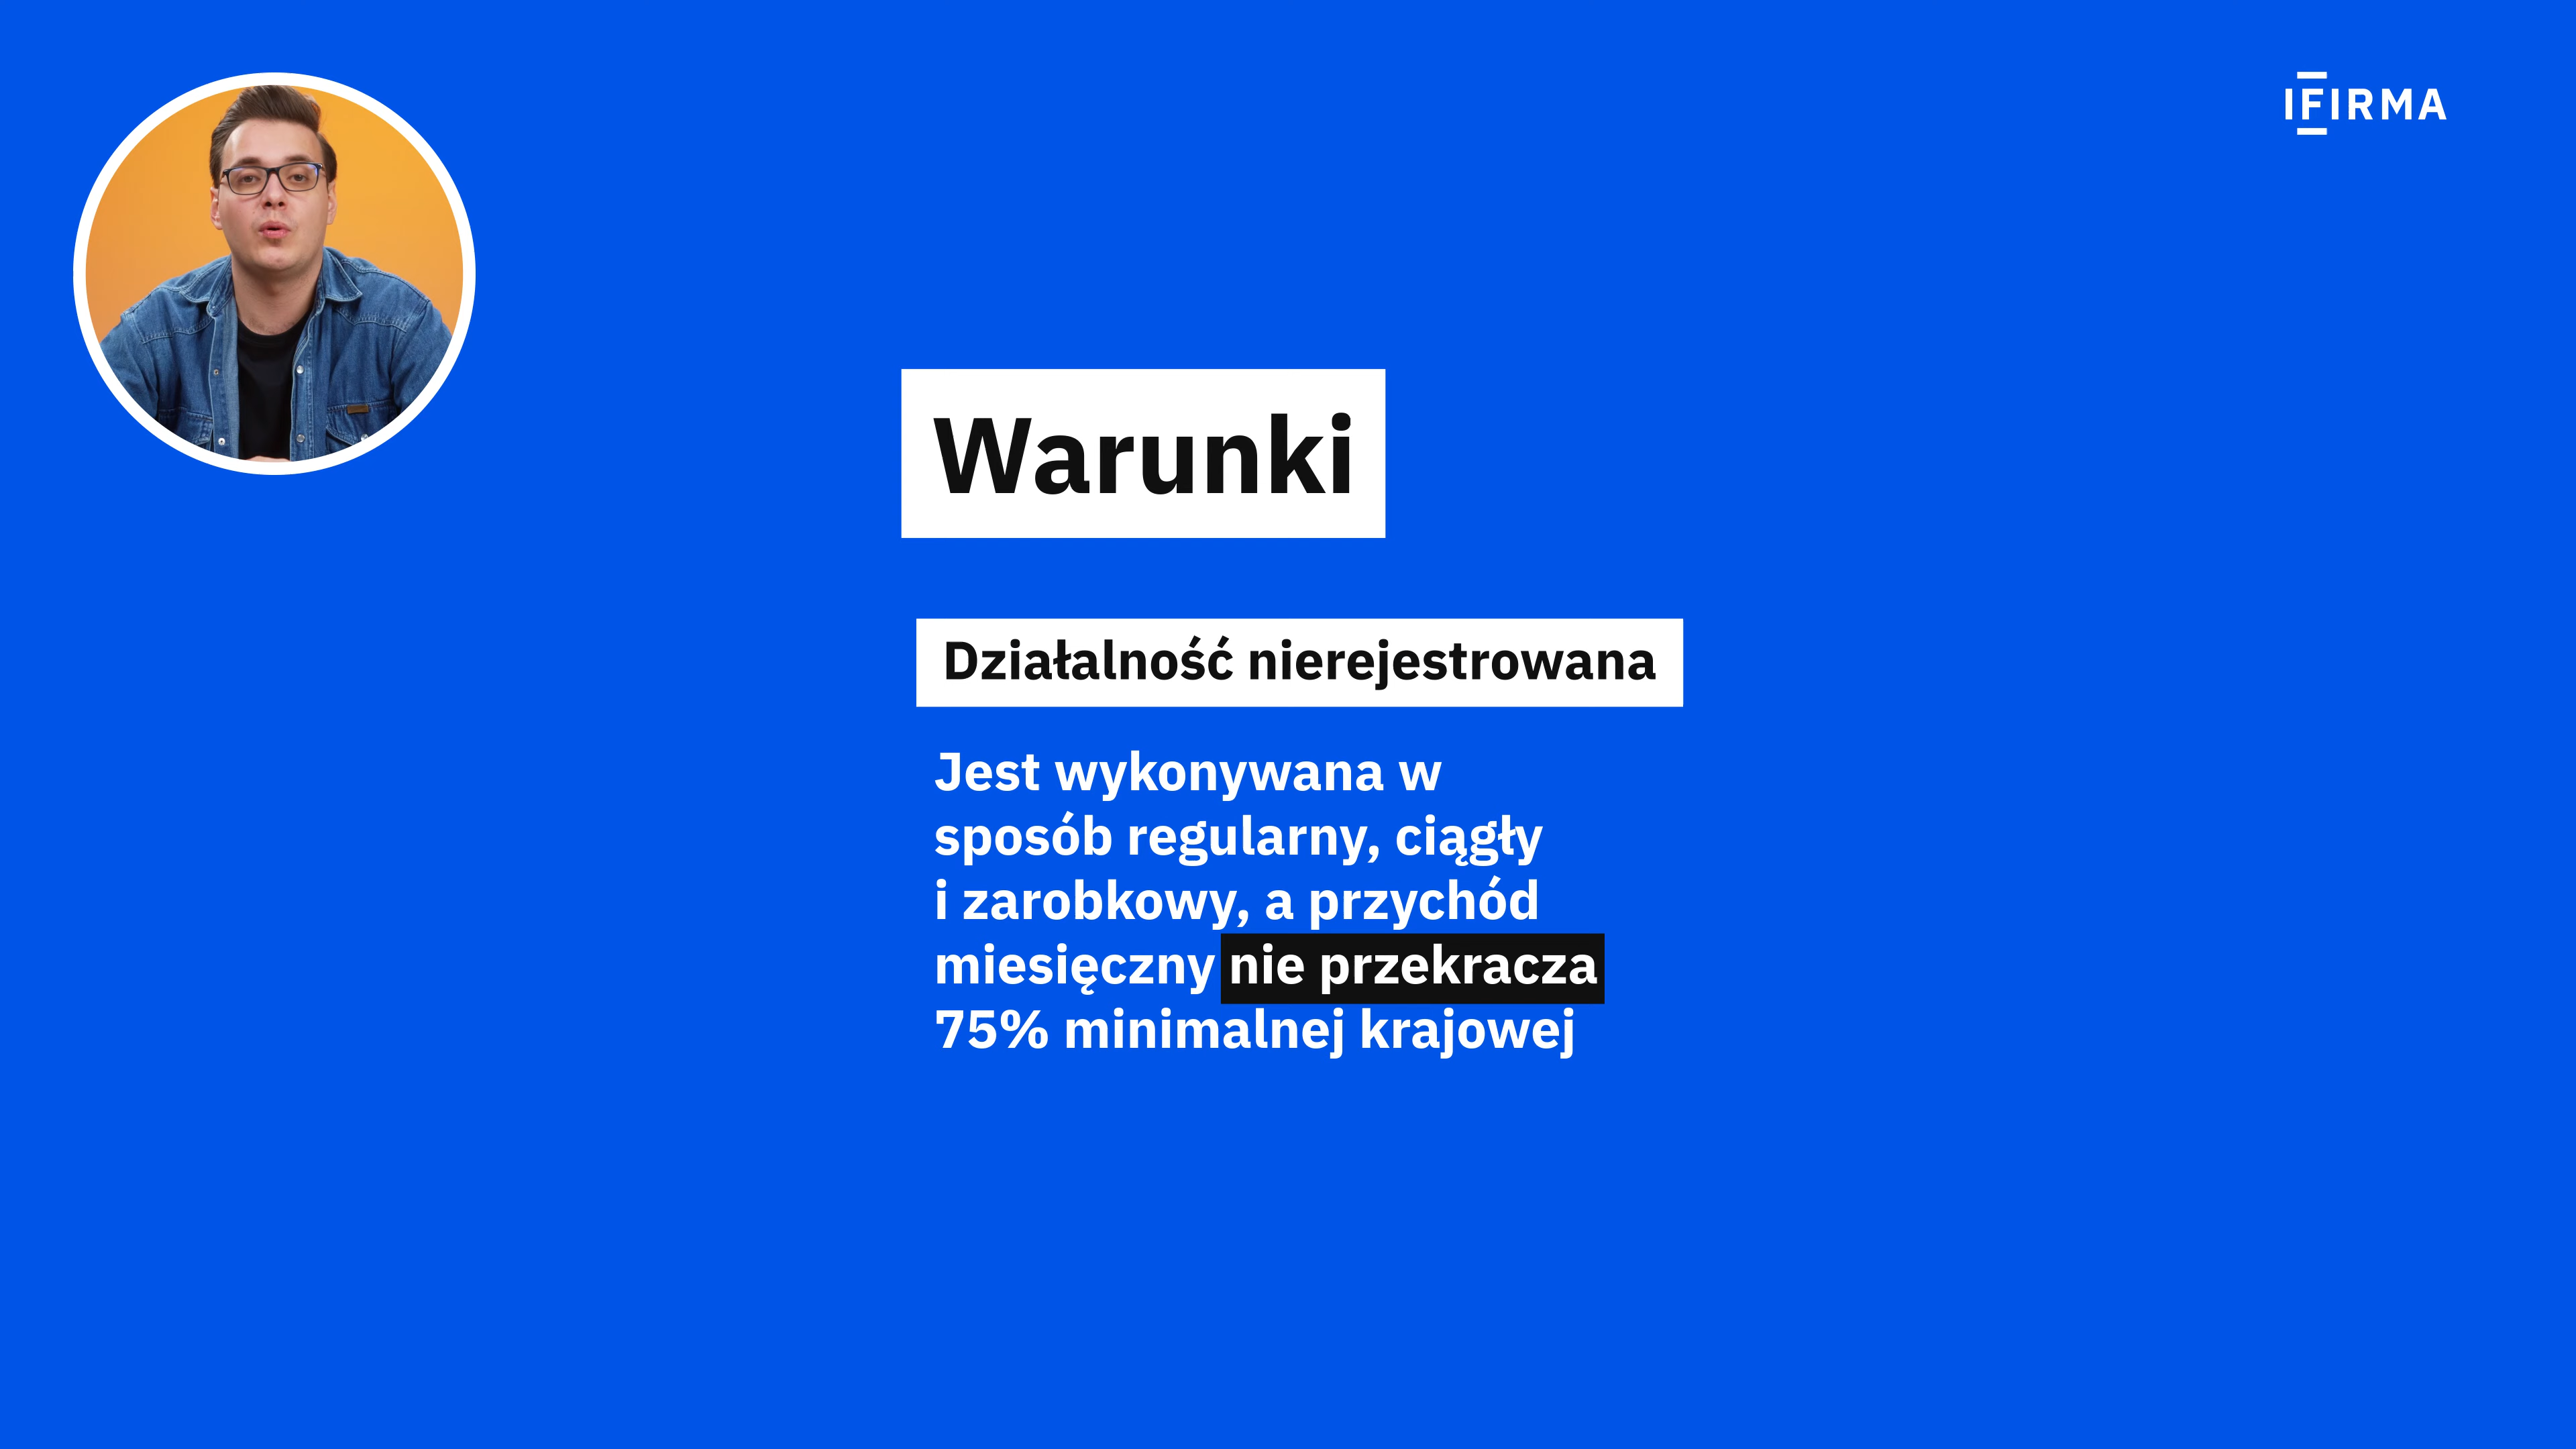 IFIRMA
Warunki
Działalność nierejestrowana
Jest wykonywana w
sposób regularny, ciągły
i zarobkowy, a przychód
miesięczny nie przekracza
75% minimalnej krajowej